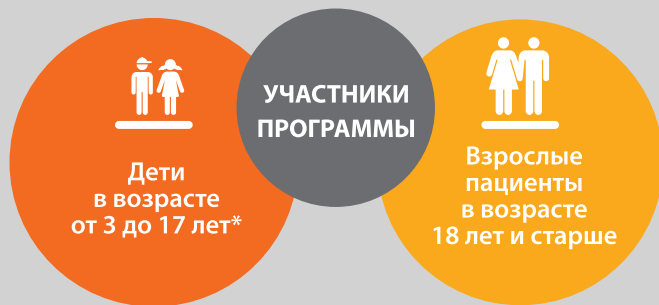 УЧАСТНИКИ
ПРОГРАММЫ
Дети
в возрасте
от 3 до 17 лет*
Взрослые
пациенты
в возрасте
18 лет и старше